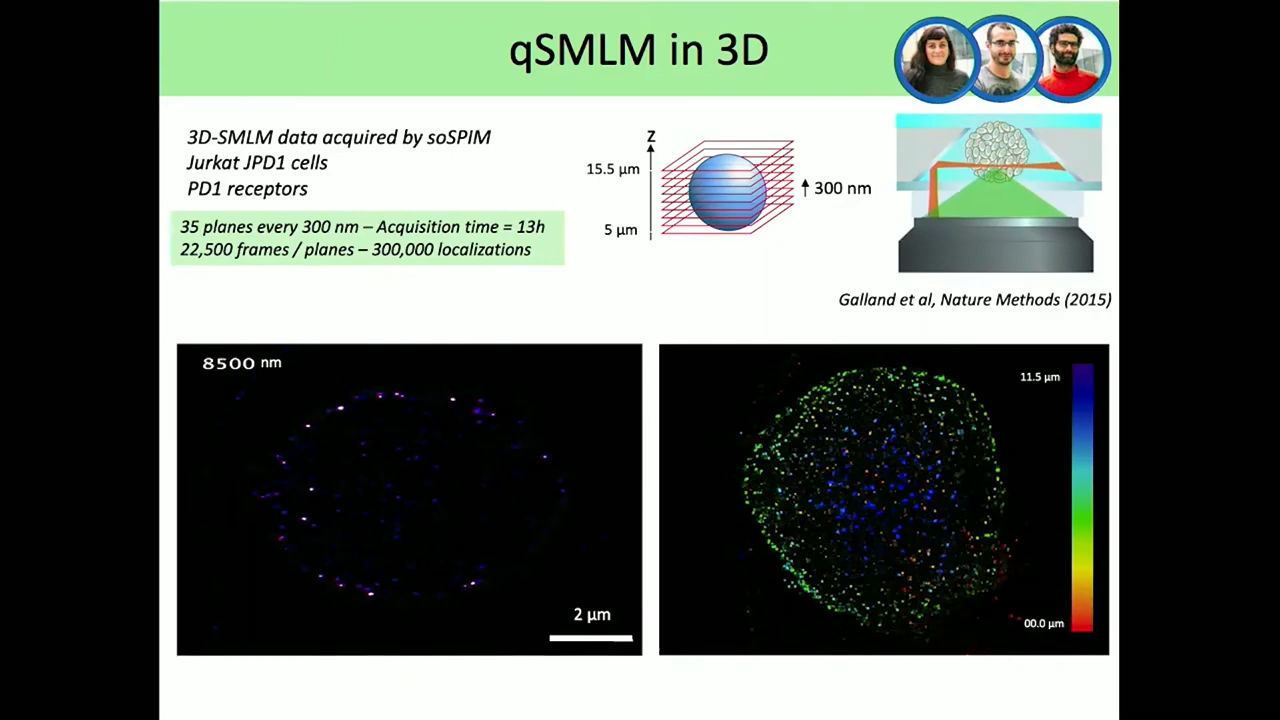 qSMLM in 3D
3D-SMLM data acquired by soSPIM
Jurkat JPD1 cells
PD1 receptors
35 planes every 300 nm – Acquisition time = 13h
22,500 frames / planes – 300,000 localizations
Z
15.5 µm
5 µm
300 nm
Galland et al, Nature Methods (2015)
8500 nm
2 µm
11.5 µm
00.0 µm